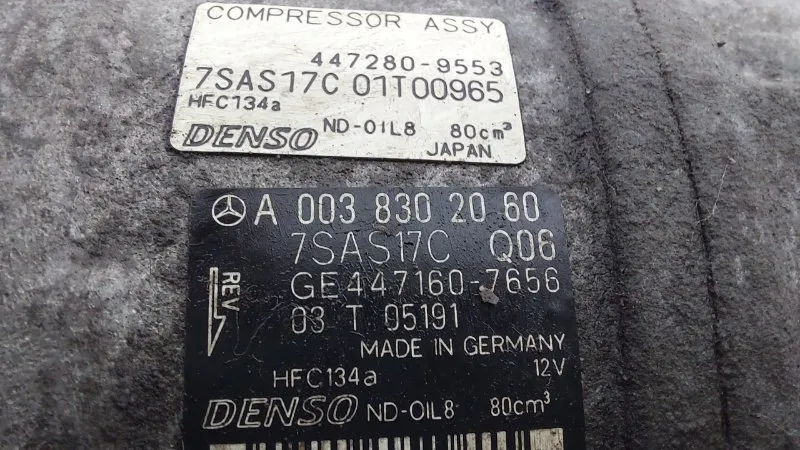 COMPRESSOR ASSY
447280-9553
7SAS17C 01T00965
HFC134a
DENSO ND-OIL8 80cm³
JAPAN
A 003 830 20 60
7SAS17C Q06
REV
GE447160-7656
03 T 05191
MADE IN GERMANY
HFC134a 12V
DENSO ND-OIL8 80cm³